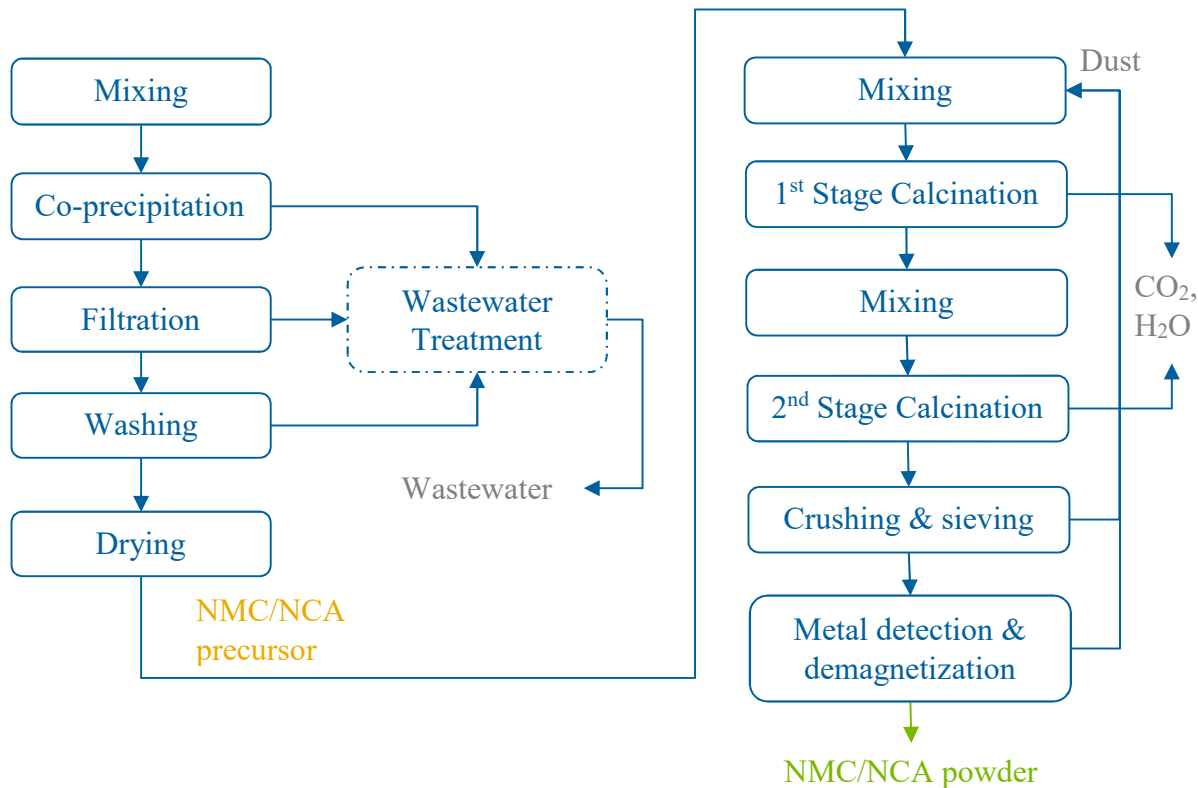 Mixing
Co-precipitation
Filtration
Washing
Drying
Wastewater
Treatment
Wastewater
NMC/NCA
precursor
Dust
Mixing
1st Stage Calcination
Mixing
2nd Stage Calcination
CO₂,
H₂O
Crushing & sieving
Metal detection &
demagnetization
NMC/NCA powder